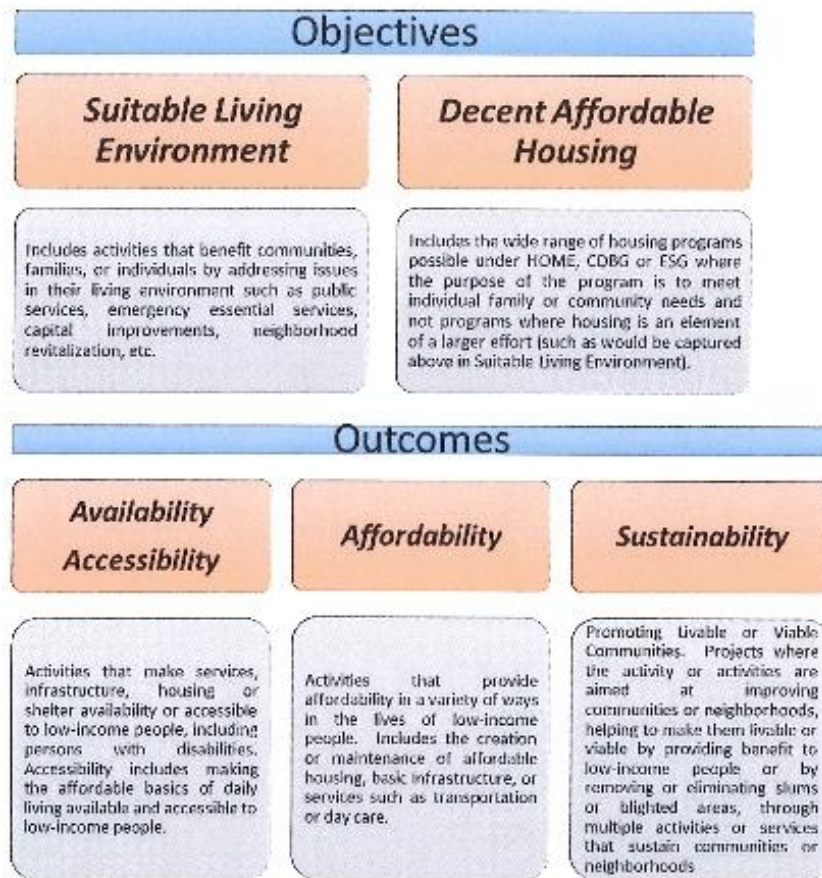 Objectives
Suitable Living
Environment
Includes activities that benefit communities,
families, or individuals by addressing issues
in their living environment such as public
services, emergency essential services,
capital improvements, neighborhood
revitalization, etc.
Decent Affordable
Housing
Includes the wide range of housing programs
possible under HOME, CDBG or ESG where
the purpose of the program is to meet
individual family or community needs and
not programs where housing is an element
of a larger effort (such as would be captured
above in Suitable Living Environment).
Outcomes
Availability
Accessibility
Activities that make services,
infrastructure, housing or
shelter availability or accessible
to low-income people, including
persons with disabilities.
Accessibility includes making
the affordable basics of daily
living available and accessible to
low-income people.
Affordability
Activities that provide
affordability in a variety of ways
in the lives of low-income
people. Includes the creation
or maintenance of affordable
housing, basic infrastructure, or
services such as transportation
or day care.
Sustainability
Promoting Livable or Viable
Communities. Projects where
the activity or activities are
aimed at improving
communities or neighborhoods,
helping to make them livable or
viable by providing benefit to
low-income people or by
removing or eliminating slums
or blighted areas, through
multiple activities or services
that sustain communities or
neighborhoods